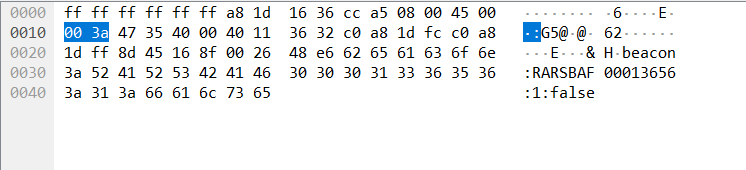 0000 ff ff ff ff ff ff a8 1d 16 36 cc a5 08 00 45 00 ········ ·6····E·
0010 00 3a 47 35 40 00 40 11 36 32 c0 a8 1d fc c0 a8 ·:G5@·@· 62······
0020 1d ff 8d 45 16 8f 00 26 48 e6 62 65 61 63 6f 6e ···E···& H·beacon
0030 3a 52 41 52 53 42 41 46 30 30 30 31 33 36 35 36 :RARSBAF 00013656
0040 3a 31 3a 66 61 6c 73 65 :1:false